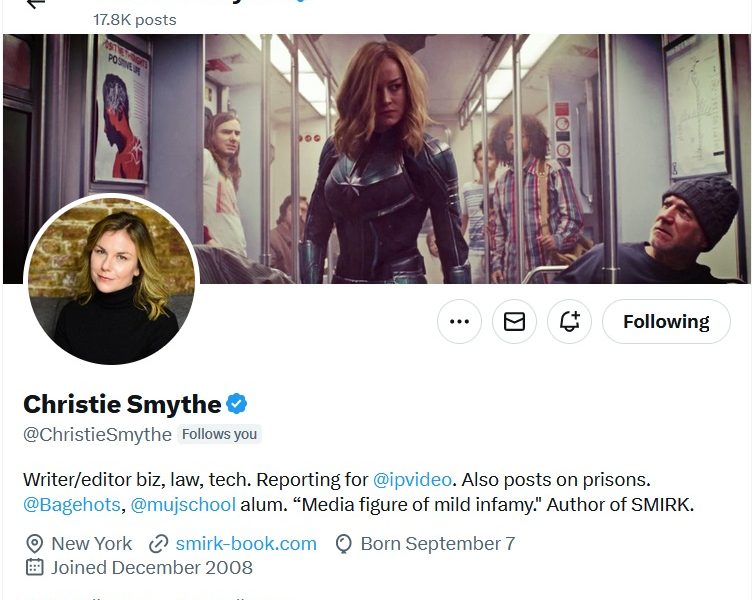 17.8K posts
POSITIVE LIFE
Following
Christie Smythe
@ChristieSmythe Follows you
Writer/editor biz, law, tech. Reporting for @ipvideo. Also posts on prisons.
@Bagehots, @mujschool alum. “Media figure of mild infamy." Author of SMIRK.
New York smirk-book.com Born September 7
Joined December 2008